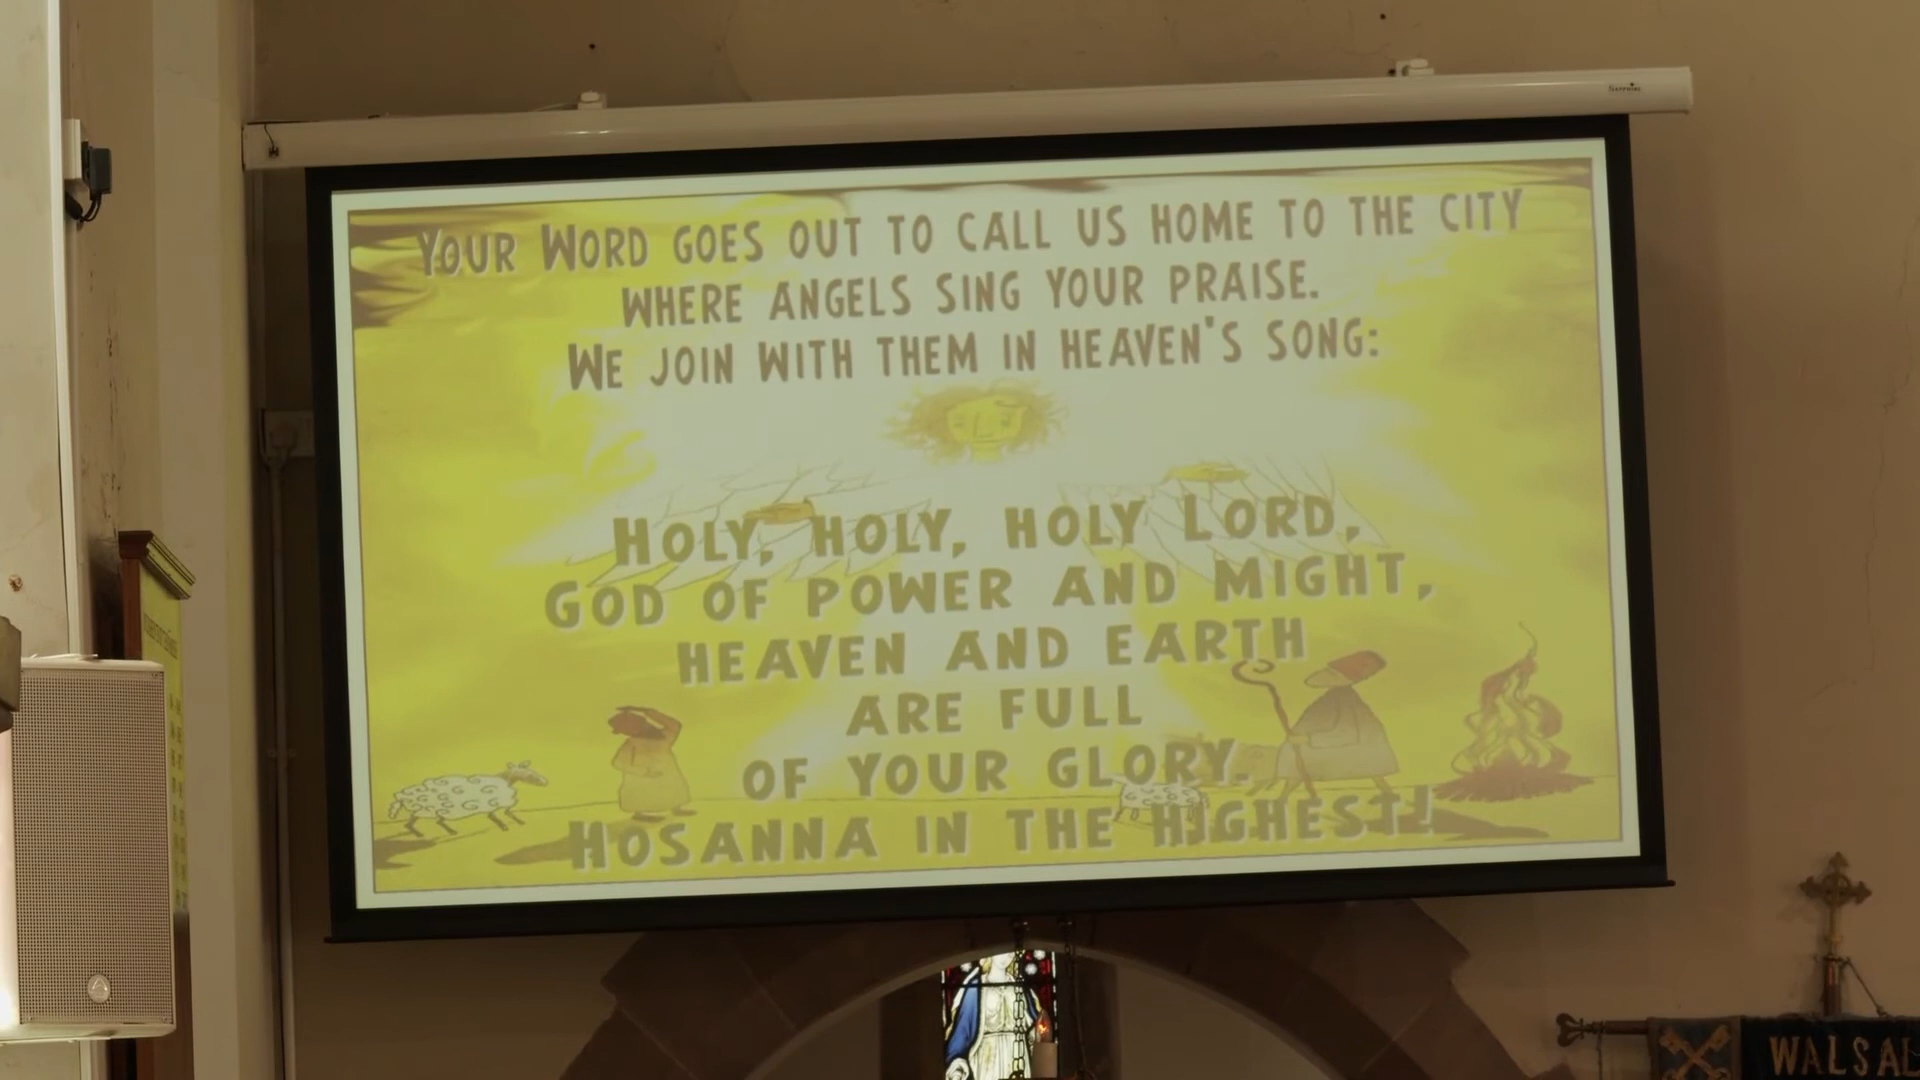 YOUR WORD GOES OUT TO CALL US HOME TO THE CITY
WHERE ANGELS SING YOUR PRAISE.
WE JOIN WITH THEM IN HEAVEN'S SONG:
HOLY, HOLY, HOLY LORD,
GOD OF POWER AND MIGHT,
HEAVEN AND EARTH
ARE FULL
OF YOUR GLORY.
HOSANNA IN THE HIGHEST!
WALSAL